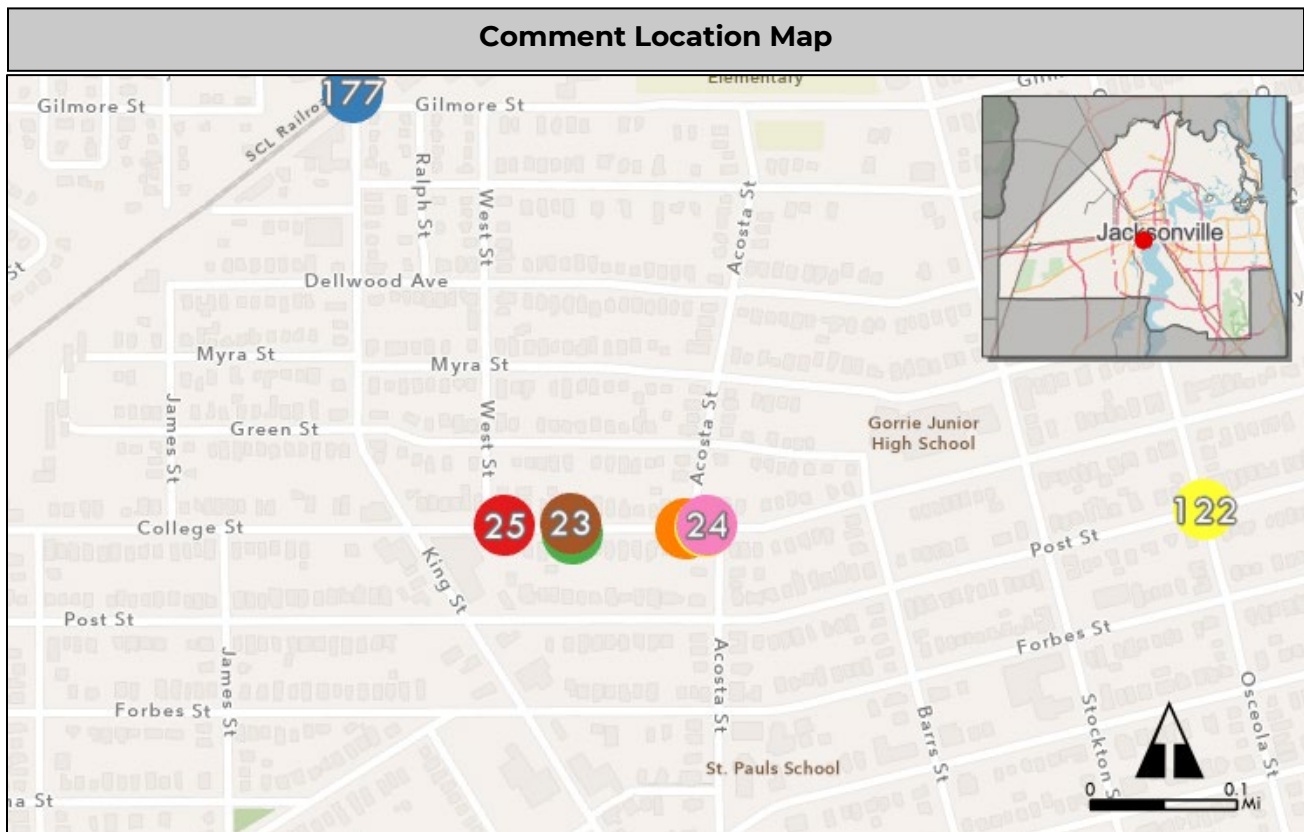 Comment Location Map
Elementary
177
Gilmore St
Gilmore St
SCL Railro
Ralph St
West St
Acosta St
Jacksonville
St
Dellwood Ave
Myra St
Myra St
James St
West St
Acosta St
Green St
Gorrie Junior
High School
College St
25
23
24
122
King St
Post St
Post St
Forbes St
James St
Acosta St
Forbes St
Barrs St
Stockton S
Osceola St
St. Pauls School
na St
0
0.1
Mi